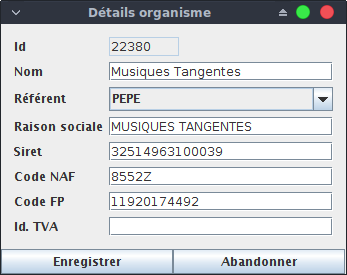 Détails organisme
Id 22380
Nom Musiques Tangentes
Référent PEPE
Raison sociale MUSIQUES TANGENTES
Siret 32514963100039
Code NAF 8552Z
Code FP 11920174492
Id. TVA
Enregistrer Abandonner